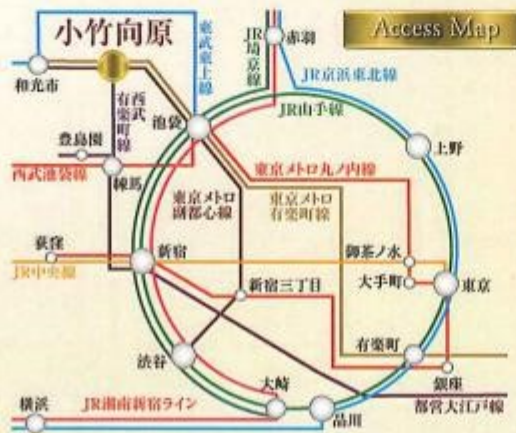 小竹向原
Access Map
東武東上線
JR埼京線
赤羽
和光市
JR京浜東北線
西武有楽町線
池袋
JR山手線
豊島園
上野
西武池袋線
練馬
東京メトロ丸ノ内線
東京メトロ
副都心線
東京メトロ
有楽町線
荻窪
新宿
御茶ノ水
JR中央線
新宿三丁目
大手町
東京
渋谷
有楽町
大崎
銀座
横浜
JR湘南新宿ライン
品川
都営大江戸線